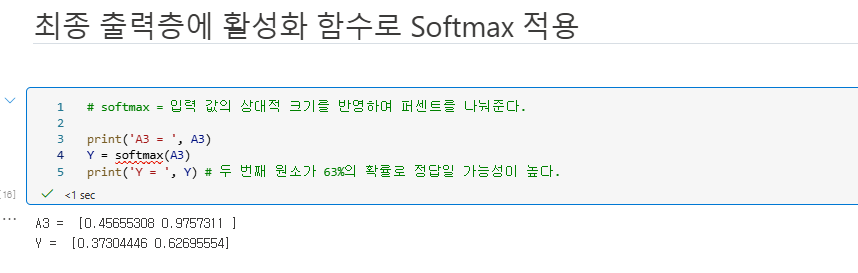 최종 출력층에 활성화 함수로 Softmax 적용
1 # softmax = 입력 값의 상대적 크기를 반영하여 퍼센트를 나눠준다.
2
3 print('A3 = ', A3)
4 Y = softmax(A3)
5 print('Y = ', Y) # 두 번째 원소가 63%의 확률로 정답일 가능성이 높다.
[16] <1 sec
A3 =  [0.45655308 0.9757311 ]
Y =  [0.37304446 0.62695554]